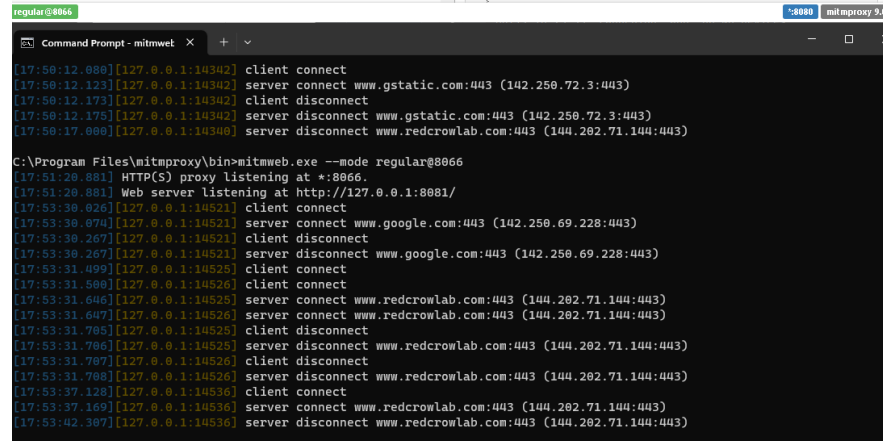 regular@8066
*:8080 mitmproxy 9.
Command Prompt - mitmwet
[17:50:12.080][127.0.0.1:14342] client connect
[17:50:12.123][127.0.0.1:14342] server connect www.gstatic.com:443 (142.250.72.3:443)
[17:50:12.173][127.0.0.1:14342] client disconnect
[17:50:12.175][127.0.0.1:14342] server disconnect www.gstatic.com:443 (142.250.72.3:443)
[17:50:17.000][127.0.0.1:14340] server disconnect www.redcrowlab.com:443 (144.202.71.144:443)
C:\Program Files\mitmproxy\bin>mitmweb.exe --mode regular@8066
[17:51:20.881] HTTP(S) proxy listening at *:8066.
[17:51:20.881] Web server listening at http://127.0.0.1:8081/
[17:53:30.026][127.0.0.1:14521] client connect
[17:53:30.074][127.0.0.1:14521] server connect www.google.com:443 (142.250.69.228:443)
[17:53:30.267][127.0.0.1:14521] client disconnect
[17:53:30.267][127.0.0.1:14521] server disconnect www.google.com:443 (142.250.69.228:443)
[17:53:31.499][127.0.0.1:14525] client connect
[17:53:31.500][127.0.0.1:14526] client connect
[17:53:31.646][127.0.0.1:14525] server connect www.redcrowlab.com:443 (144.202.71.144:443)
[17:53:31.647][127.0.0.1:14526] server connect www.redcrowlab.com:443 (144.202.71.144:443)
[17:53:31.705][127.0.0.1:14525] client disconnect
[17:53:31.706][127.0.0.1:14525] server disconnect www.redcrowlab.com:443 (144.202.71.144:443)
[17:53:31.707][127.0.0.1:14526] client disconnect
[17:53:31.708][127.0.0.1:14526] server disconnect www.redcrowlab.com:443 (144.202.71.144:443)
[17:53:37.128][127.0.0.1:14536] client connect
[17:53:37.169][127.0.0.1:14536] server connect www.redcrowlab.com:443 (144.202.71.144:443)
[17:53:42.307][127.0.0.1:14536] server disconnect www.redcrowlab.com:443 (144.202.71.144:443)